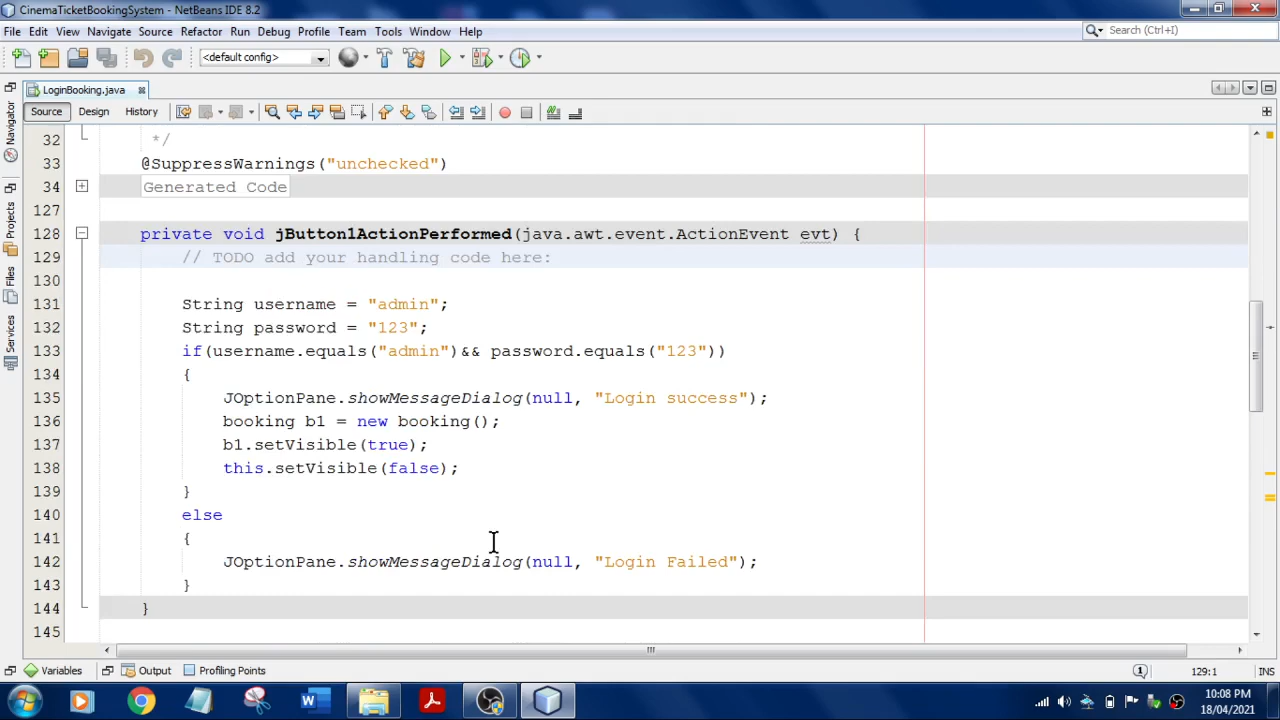 CinemaTicketBookingSystem - NetBeans IDE 8.2
File Edit View Navigate Source Refactor Run Debug Profile Team Tools Window Help
Search (Ctrl+I)
<default config>
LoginBooking.java
Source Design History
Navigator
Projects
Files
Services
32 */
33 @SuppressWarnings("unchecked")
34 Generated Code
127
128 private void jButton1ActionPerformed(java.awt.event.ActionEvent evt) {
129 // TODO add your handling code here:
130
131 String username = "admin";
132 String password = "123";
133 if(username.equals("admin")&& password.equals("123"))
134 {
135 JOptionPane.showMessageDialog(null, "Login success");
136 booking b1 = new booking();
137 b1.setVisible(true);
138 this.setVisible(false);
139 }
140 else
141 {
142 JOptionPane.showMessageDialog(null, "Login Failed");
143 }
144 }
145
Variables Output Profiling Points
1 129:1 INS
10:08 PM
18/04/2021